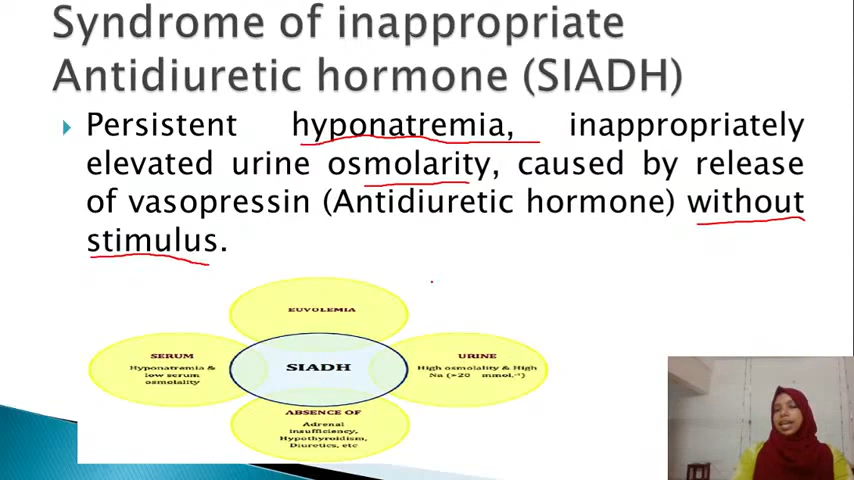 Syndrome of inappropriate
Antidiuretic hormone (SIADH)
Persistent hyponatremia, inappropriately
elevated urine osmolarity, caused by release
of vasopressin (Antidiuretic hormone) without
stimulus.
EUVOLEMIA
SERUM
Hyponatremia &
low serum
osmolality
SIADH
URINE
High osmolality & High
Na (>20 mmol.⁻¹)
ABSENCE OF
Adrenal
insufficiency,
Hypothyroidism,
Diuretics, etc